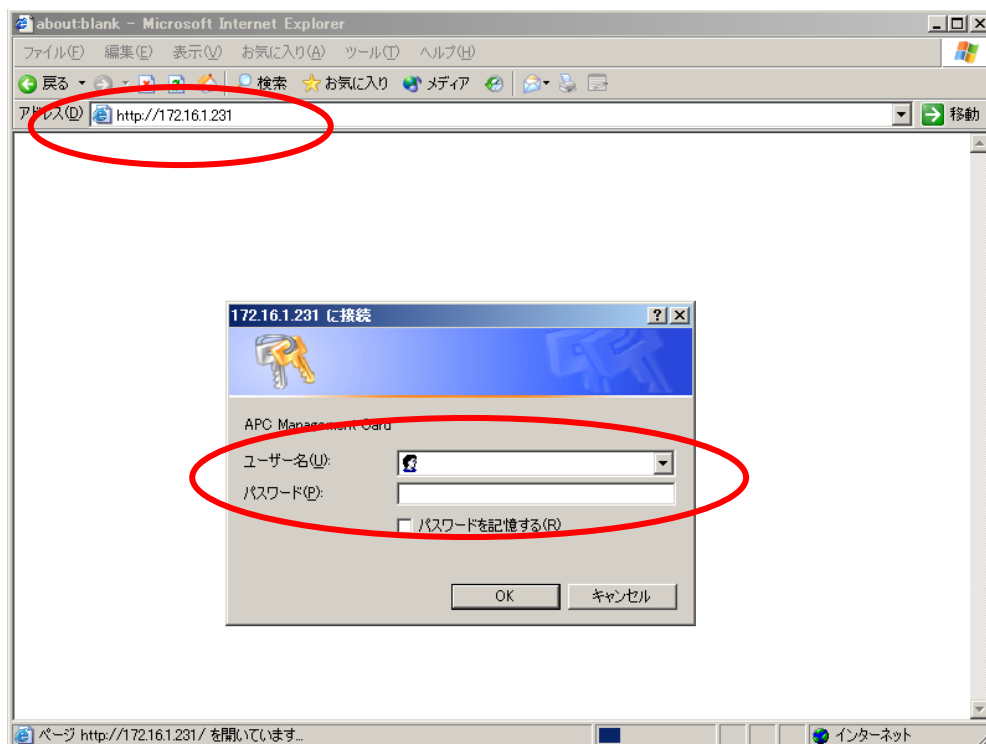 about:blank - Microsoft Internet Explorer
ファイル(F) 編集(E) 表示(V) お気に入り(A) ツール(T) ヘルプ(H)
戻る 検索 お気に入り メディア
アドレス(D) http://172.16.1.231 移動
172.16.1.231 に接続
APC Management Card
ユーザー名(U):
パスワード(P):
パスワードを記憶する(R)
OK キャンセル
ページ http://172.16.1.231/ を開いています... インターネット